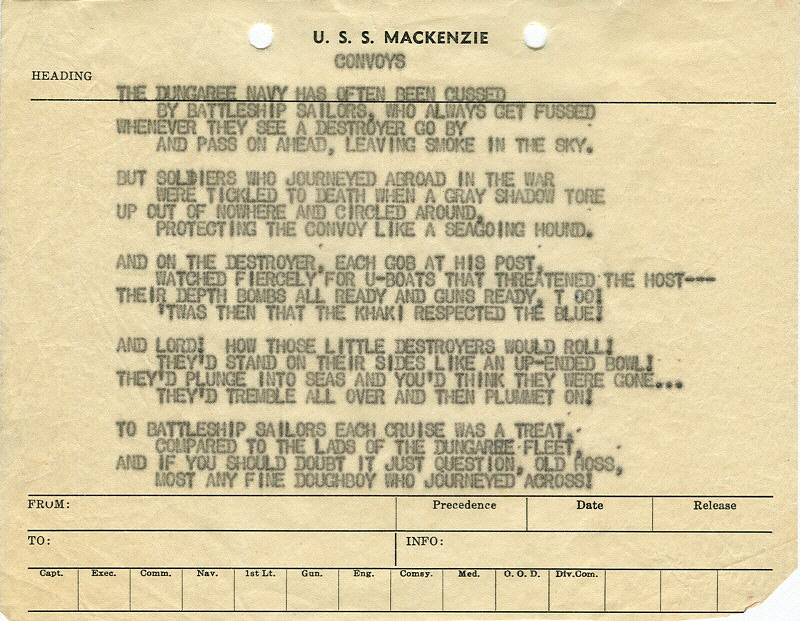 U. S. S. MACKENZIE
CONVOYS
HEADING
THE DUNGAREE NAVY HAS OFTEN BEEN CUSSED
BY BATTLESHIP SAILORS, WHO ALWAYS GET FUSSED
WHENEVER THEY SEE A DESTROYER GO BY
AND PASS ON AHEAD, LEAVING SMOKE IN THE SKY.
BUT SOLDIERS WHO JOURNEYED ABROAD IN THE WAR
WERE TICKLED TO DEATH WHEN A GRAY SHADOW TORE
UP OUT OF NOWHERE AND CIRCLED AROUND,
PROTECTING THE CONVOY LIKE A SEAGOING HOUND.
AND ON THE DESTROYER, EACH GOB AT HIS POST,
WATCHED FIERCELY FOR U-BOATS THAT THREATENED THE HOST---
THEIR DEPTH BOMBS ALL READY AND GUNS READY, T OO!
'TWAS THEN THAT THE KHAKI RESPECTED THE BLUE!
AND LORD! HOW THOSE LITTLE DESTROYERS WOULD ROLL!
THEY'D STAND ON THEIR SIDES LIKE AN UP-ENDED BOWL!
THEY'D PLUNGE INTO SEAS AND YOU'D THINK THEY WERE GONE...
THEY'D TREMBLE ALL OVER AND THEN PLUMMET ON!
TO BATTLESHIP SAILORS EACH CRUISE WAS A TREAT,
COMPARED TO THE LADS OF THE DUNGAREE FLEET,
AND IF YOU SHOULD DOUBT IT JUST QUESTION, OLD HOSS,
MOST ANY FINE DOUGHBOY WHO JOURNEYED ACROSS!
FROM: Precedence Date Release
TO: INFO:
Capt. Exec. Comm. Nav. 1st Lt. Gun. Eng. Comsy. Med. O. O. D. Div.Com.